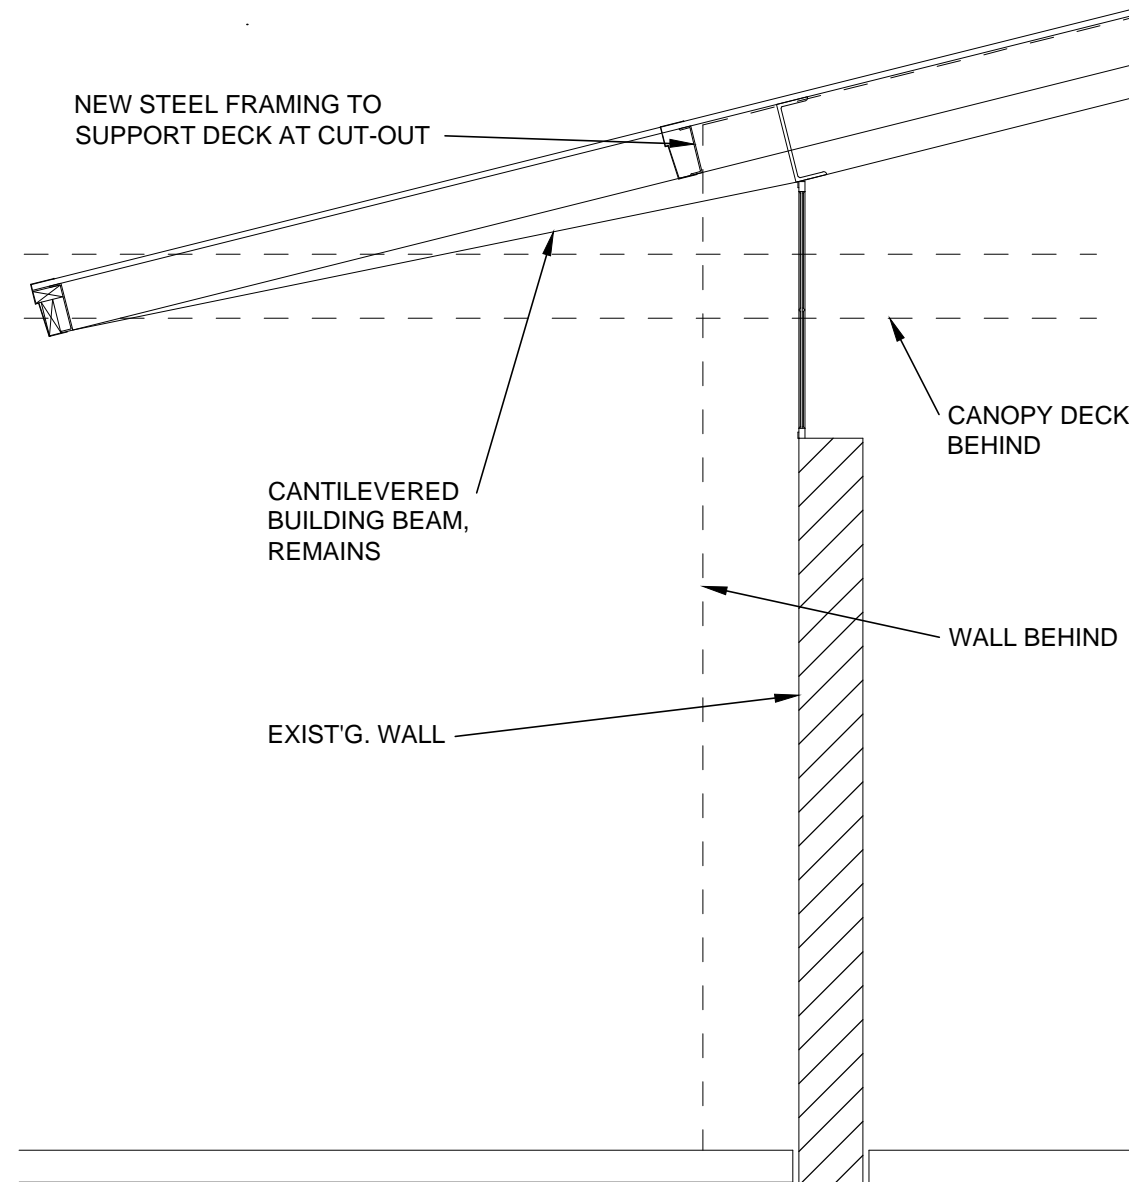 NEW STEEL FRAMING TO
SUPPORT DECK AT CUT-OUT
CANOPY DECK
BEHIND
CANTILEVERED
BUILDING BEAM,
REMAINS
WALL BEHIND
EXIST'G. WALL